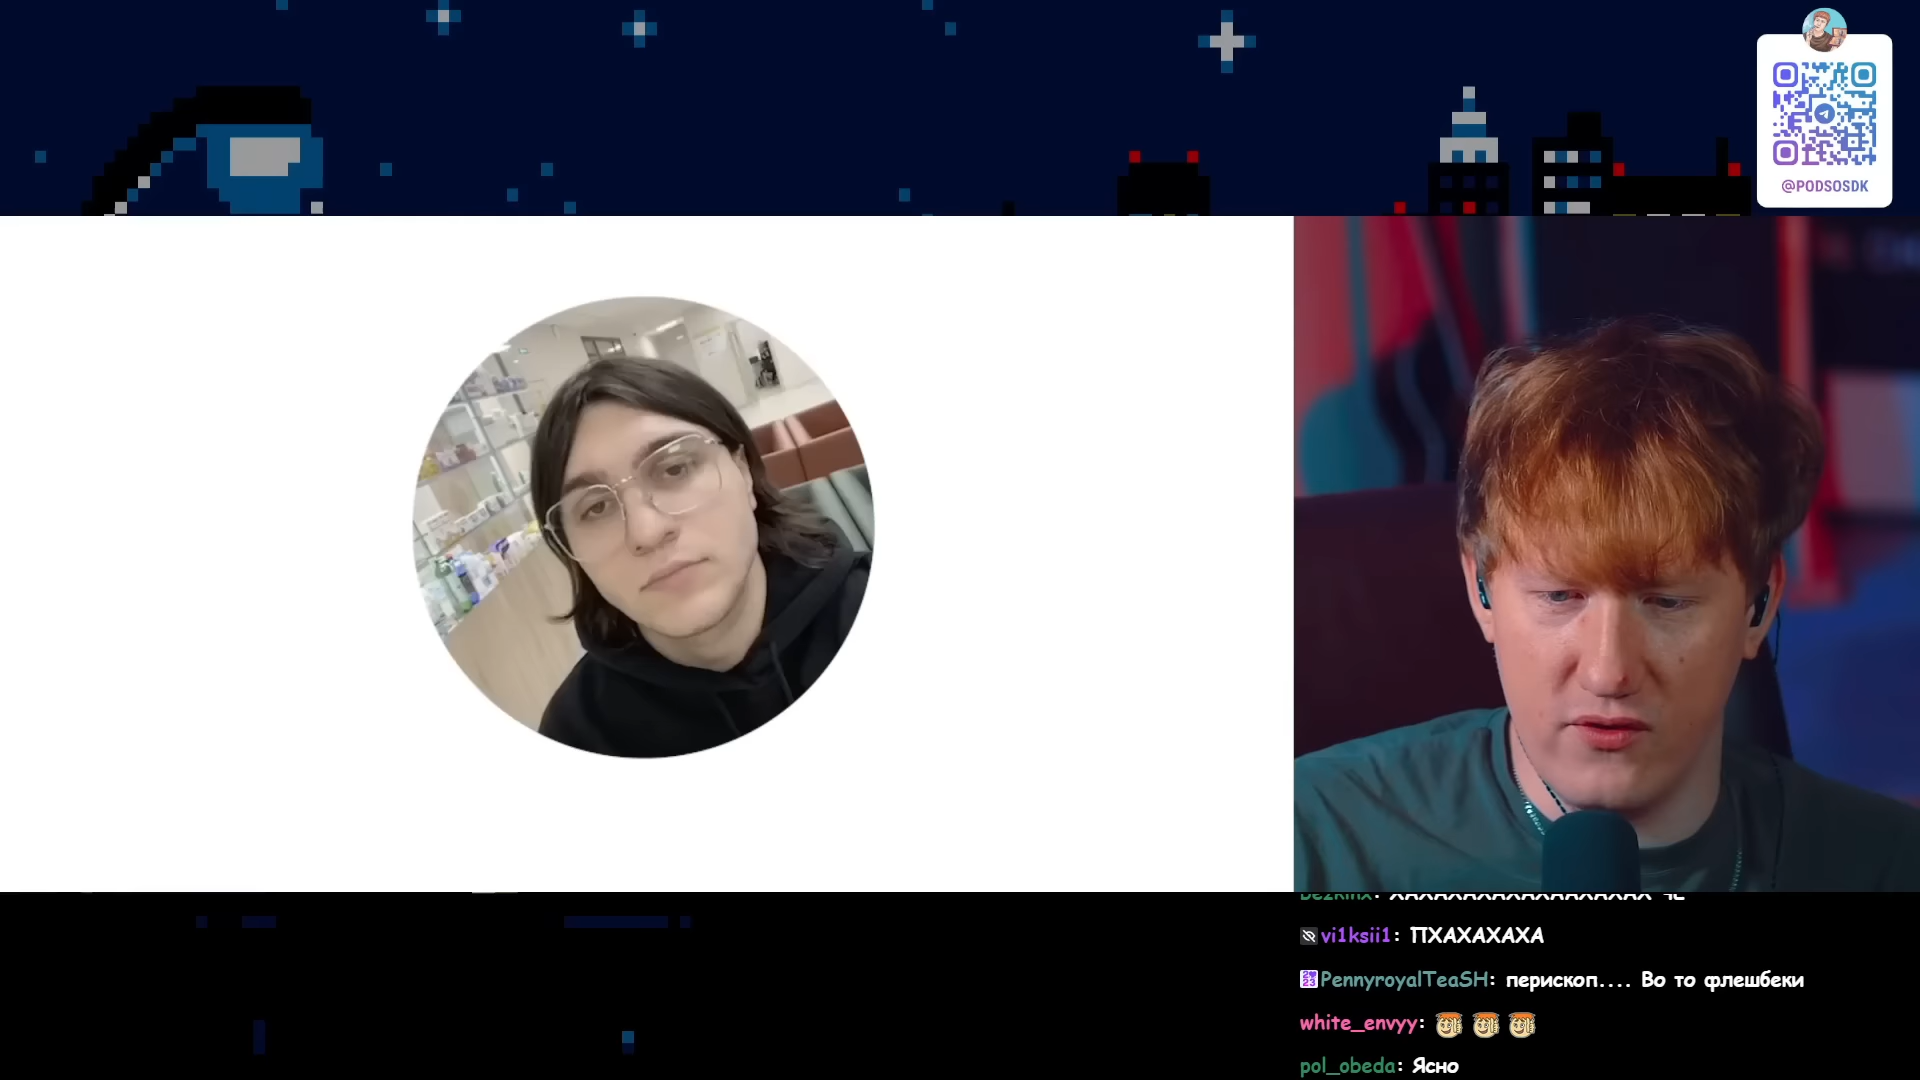 @PODSOSDK
vi1ksii1: ПХАХАХАХА
PennyroyalTeaSH: перископ.... Во то флешбеки
white_envyy:
pol_obeda: Ясно